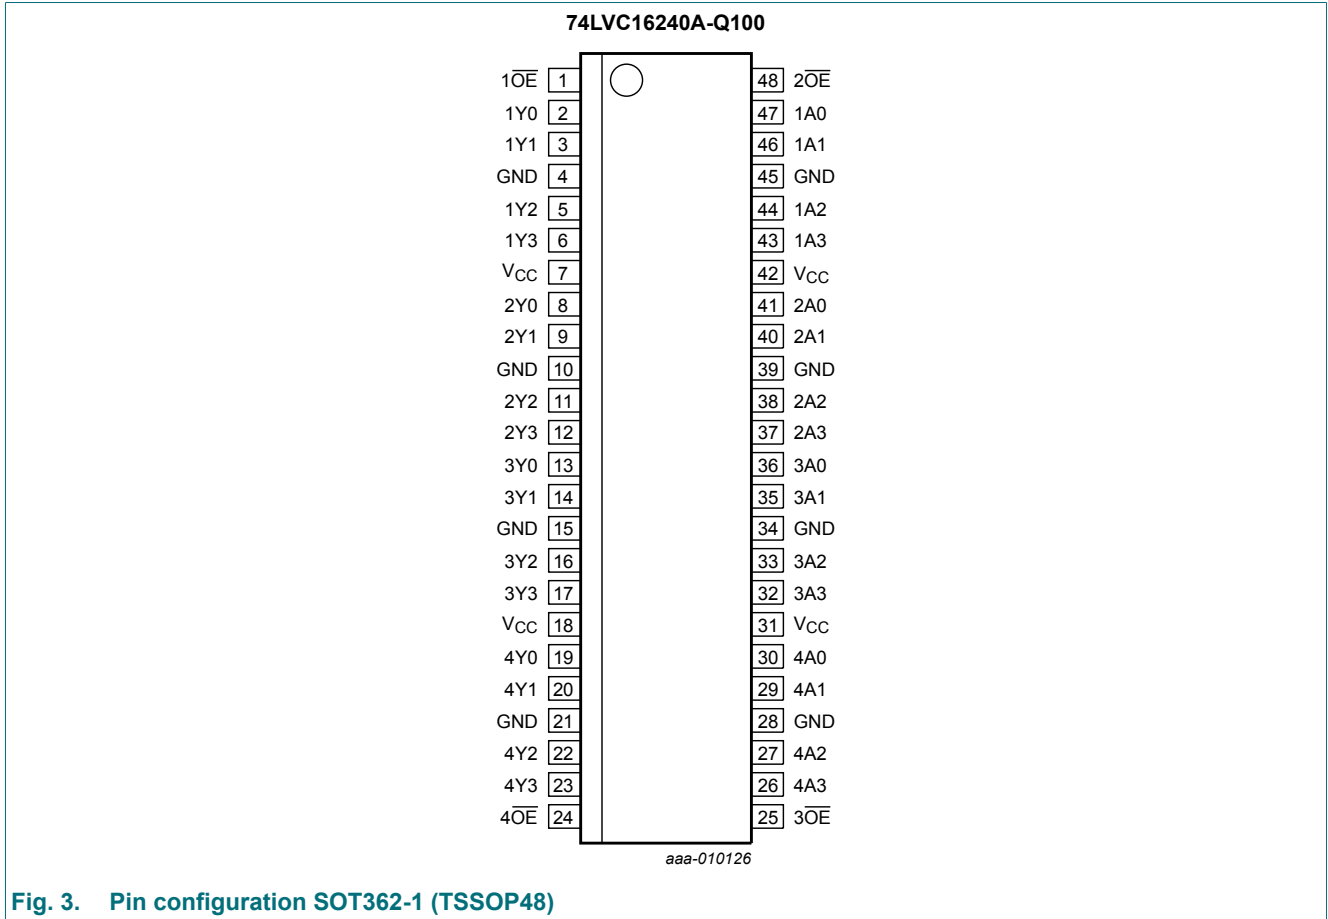 74LVC16240A-Q100
1O̅E̅ 1 48 2O̅E̅
1Y0 2 47 1A0
1Y1 3 46 1A1
GND 4 45 GND
1Y2 5 44 1A2
1Y3 6 43 1A3
VCC 7 42 VCC
2Y0 8 41 2A0
2Y1 9 40 2A1
GND 10 39 GND
2Y2 11 38 2A2
2Y3 12 37 2A3
3Y0 13 36 3A0
3Y1 14 35 3A1
GND 15 34 GND
3Y2 16 33 3A2
3Y3 17 32 3A3
VCC 18 31 VCC
4Y0 19 30 4A0
4Y1 20 29 4A1
GND 21 28 GND
4Y2 22 27 4A2
4Y3 23 26 4A3
4O̅E̅ 24 25 3O̅E̅
aaa-010126
Fig. 3. Pin configuration SOT362-1 (TSSOP48)